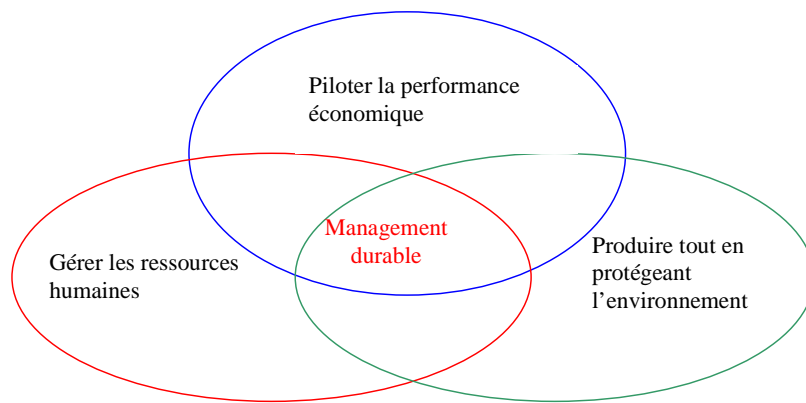 Piloter la performance
économique
Management
durable
Gérer les ressources
humaines
Produire tout en
protégeant
l’environnement